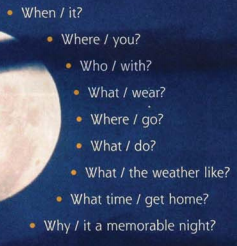 • When / it?
• Where / you?
• Who / with?
• What / wear?
• Where / go?
• What / do?
• What / the weather like?
• What time / get home?
• Why / it a memorable night?